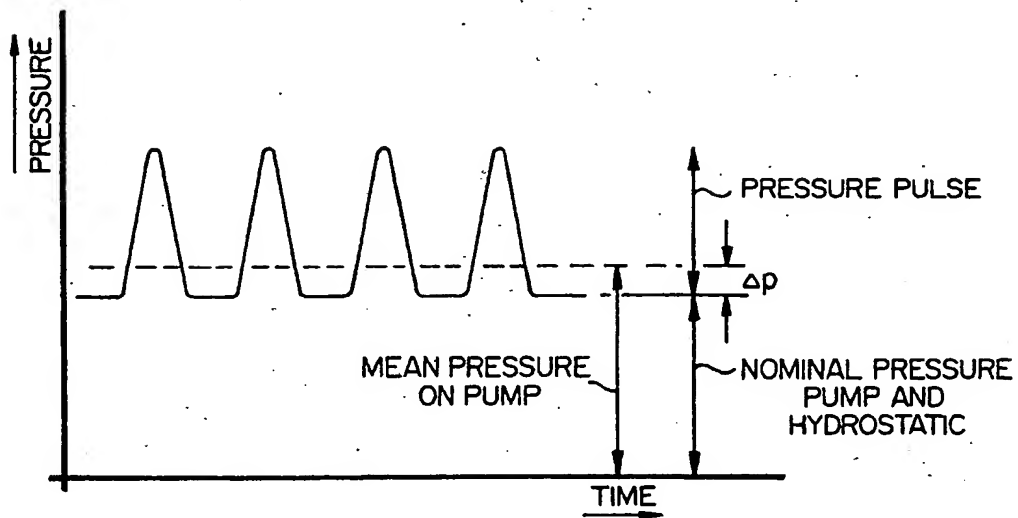 PRESSURE
PRESSURE PULSE
Δp
MEAN PRESSURE
ON PUMP
NOMINAL PRESSURE
PUMP AND
HYDROSTATIC
TIME